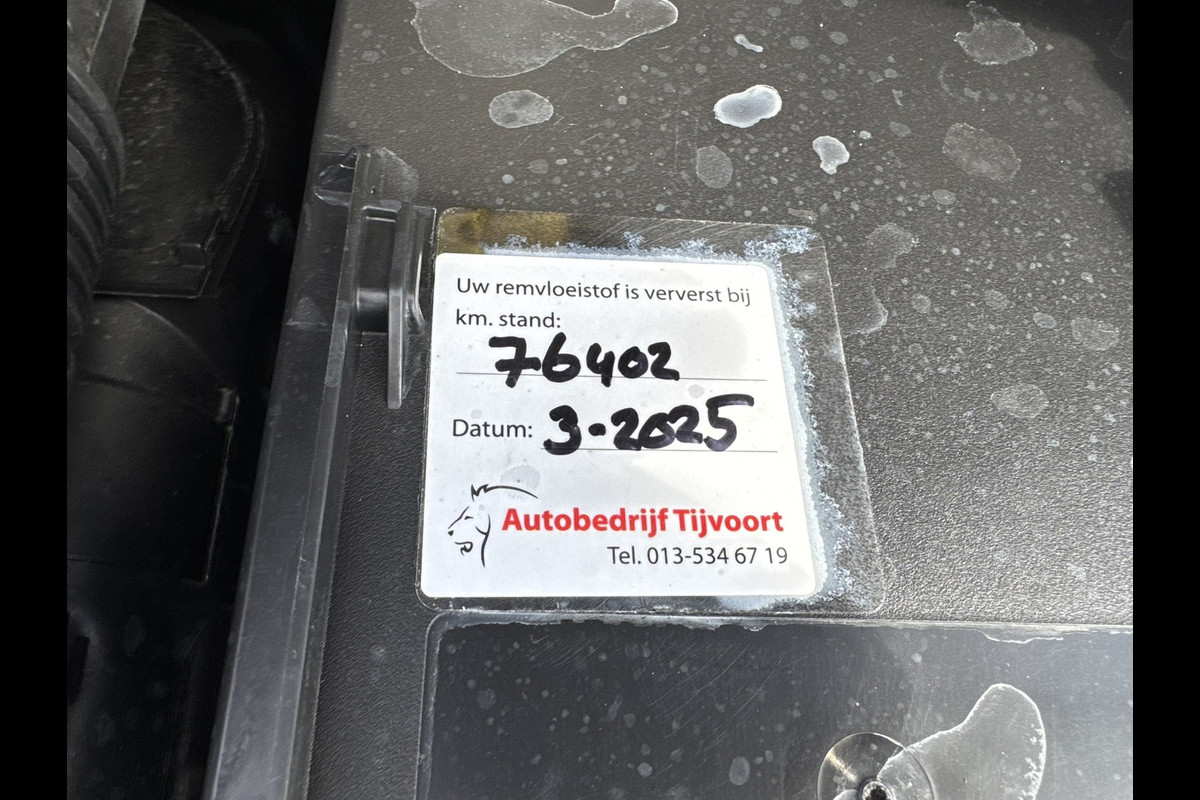 Uw remvloeistof is ververst bij
km. stand:
76402
Datum: 3-2025
Autobedrijf Tijvoort
Tel. 013-534 67 19